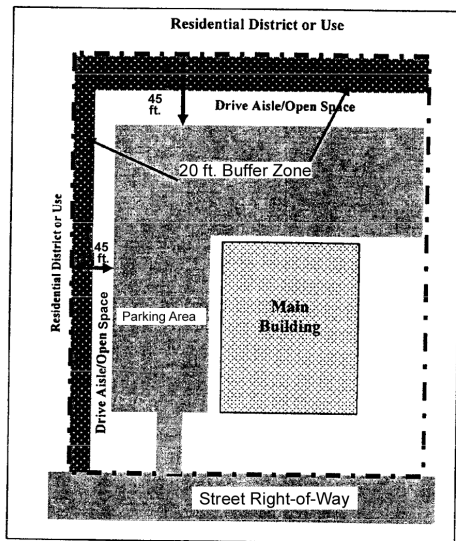 Residential District or Use
45
ft.
Drive Aisle/Open Space
20 ft. Buffer Zone
Residential District or Use
45
ft.
Drive Aisle/Open Space
Parking Area
Main
Building
Street Right-of-Way